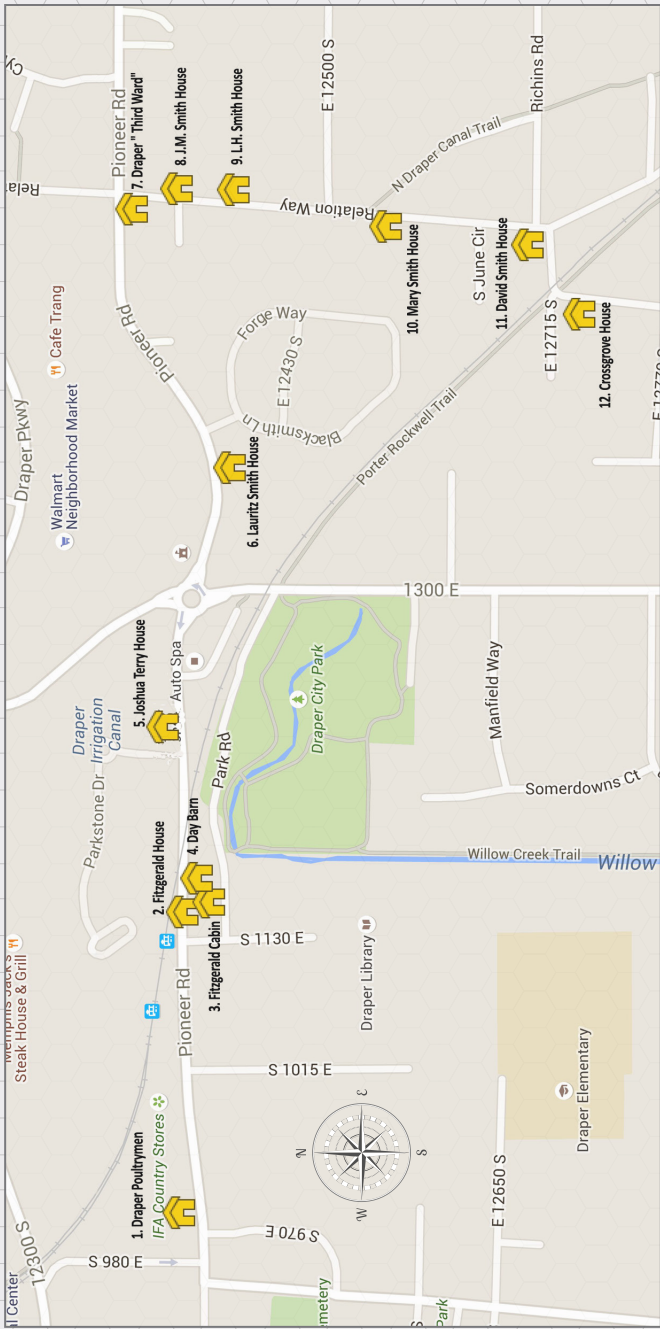 l Center
12300 S
Memphis Jack's
Steak House & Grill
Draper Pkwy
Walmart
Neighborhood Market
Cafe Trang
Rela
Cy
S 980 E
1. Draper Poultrymen
IFA Country Stores
Pioneer Rd
Parkstone Dr
Draper
Irrigation
Canal
2. Fitzgerald House
3. Fitzgerald Cabin
4. Day Barn
5. Joshua Terry House
Auto Spa
Park Rd
6. Lauritz Smith House
Pioneer Rd
Pioneer Rd
7. Draper " Third Ward"
8. J.M. Smith House
9. L.H. Smith House
S 970 E
S 1015 E
S 1130 E
Blacksmith Ln
E 12430 S
Forge Way
Relation Way
E 12500 S
N
W
E
S
Draper Library
Draper City Park
1300 E
Porter Rockwell Trail
10. Mary Smith House
N Draper Canal Trail
metery
Park
E 12650 S
Draper Elementary
Willow Creek Trail
Willow
Somerdowns Ct
Manfield Way
S June Cir
11. David Smith House
Richins Rd
E 12715 S
12. Crossgrove House